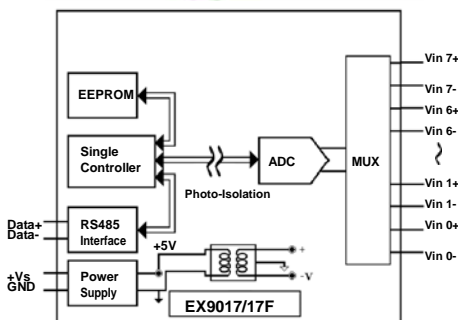 EEPROM
Single
Controller
Photo-Isolation
ADC
MUX
Vin 7+
Vin 7-
Vin 6+
Vin 6-
Vin 1+
Vin 1-
Vin 0+
Vin 0-
Data+
Data-
RS485
Interface
+5V
+
-V
+Vs
GND
Power
Supply
EX9017/17F